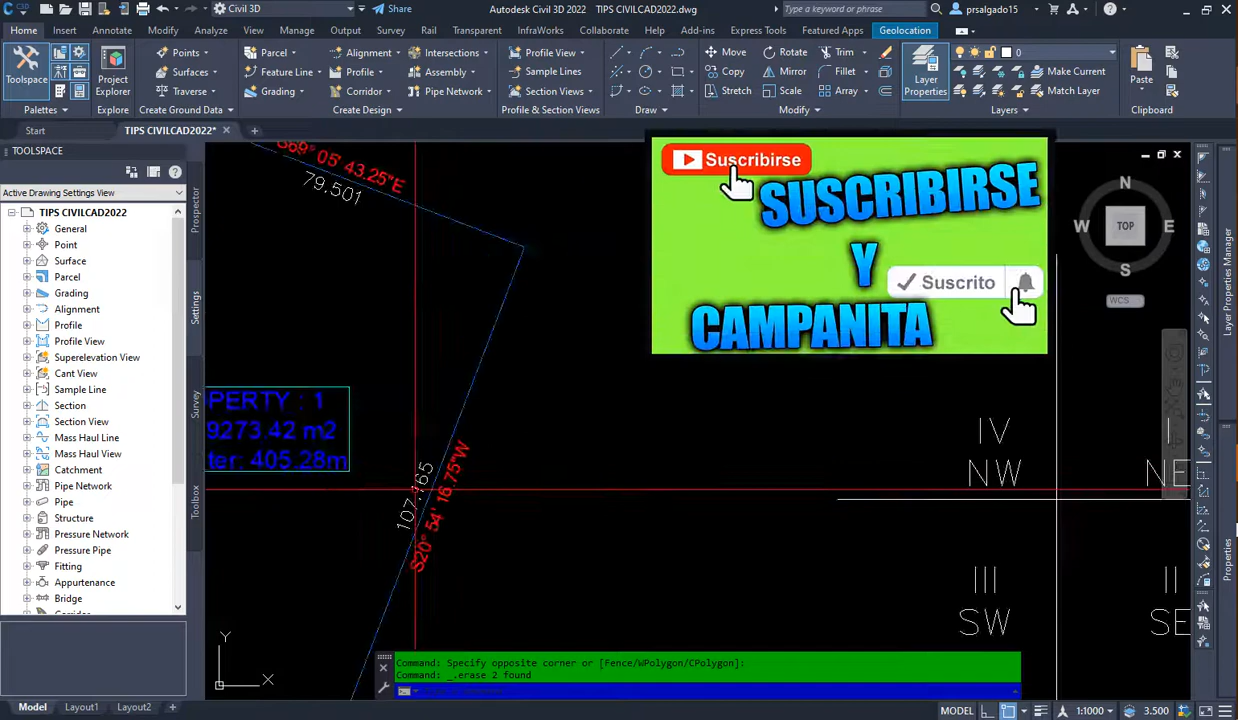 C3D
Civil 3D
Share
Autodesk Civil 3D 2022 TIPS CIVILCAD2022.dwg
Type a keyword or phrase
prsalgado15
Home Insert Annotate Modify Analyze View Manage Output Survey Rail Transparent InfraWorks Collaborate Help Add-ins Express Tools Featured Apps Geolocation
Toolspace
Palettes
Project
Explorer
Explore
Points
Surfaces
Traverse
Create Ground Data
Parcel
Feature Line
Grading
Alignment
Profile
Corridor
Intersections
Assembly
Pipe Network
Create Design
Profile View
Sample Lines
Section Views
Profile & Section Views
Draw
Move
Copy
Stretch
Rotate
Mirror
Scale
Trim
Fillet
Array
Modify
Layer
Properties
0
Make Current
Match Layer
Layers
Paste
Clipboard
Start
TIPS CIVILCAD2022*
TOOLSPACE
Active Drawing Settings View
TIPS CIVILCAD2022
General
Point
Surface
Parcel
Grading
Alignment
Profile
Profile View
Superelevation View
Cant View
Sample Line
Section
Section View
Mass Haul Line
Mass Haul View
Catchment
Pipe Network
Pipe
Structure
Pressure Network
Pressure Pipe
Fitting
Appurtenance
Bridge
Prospector
Settings
Survey
Toolbox
05' 43.25"E
79.501
PERTY : 1
9273.42 m2
ter: 405.28m
107.165
S20° 54' 16.75"W
Suscribirse
SUSCRIBIRSE
Y
Suscrito
CAMPANITA
N
W TOP E
S
WCS
IV
NW NE
III II
SW SE
Y
X
Layer Properties Manager
Properties
Command: Specify opposite corner or [Fence/WPolygon/CPolygon]:
Command: _.erase 2 found
Model Layout1 Layout2
MODEL
1:1000
3.500